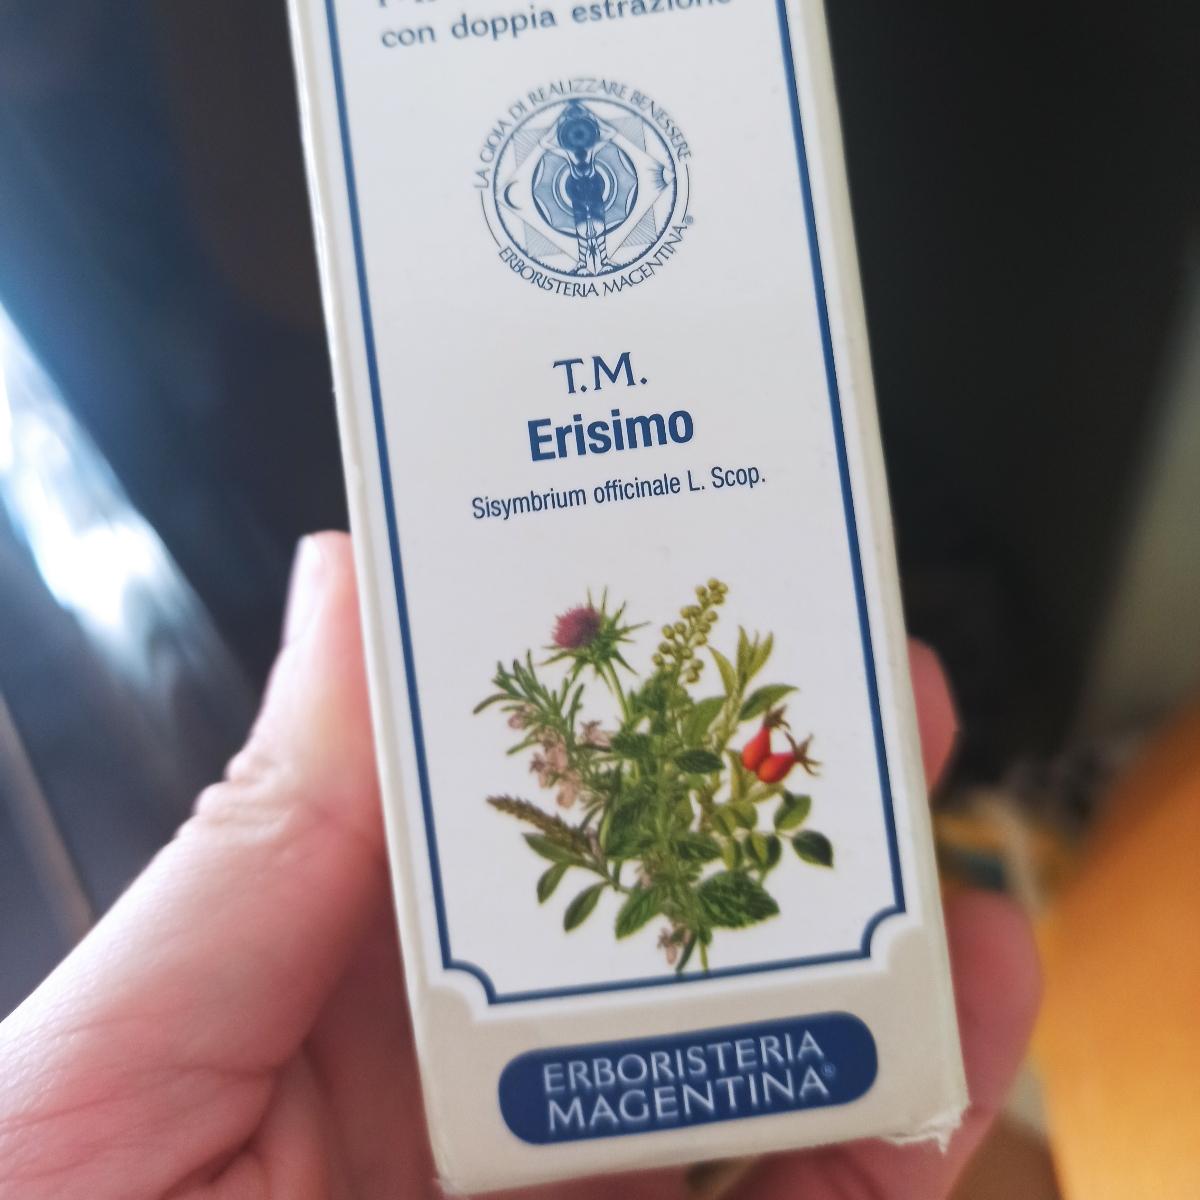 con doppia estrazione
LA GIOIA DI REALIZZARE BENESSERE
ERBORISTERIA MAGENTINA®
T.M.
Erisimo
Sisymbrium officinale L. Scop.
ERBORISTERIA
MAGENTINA®